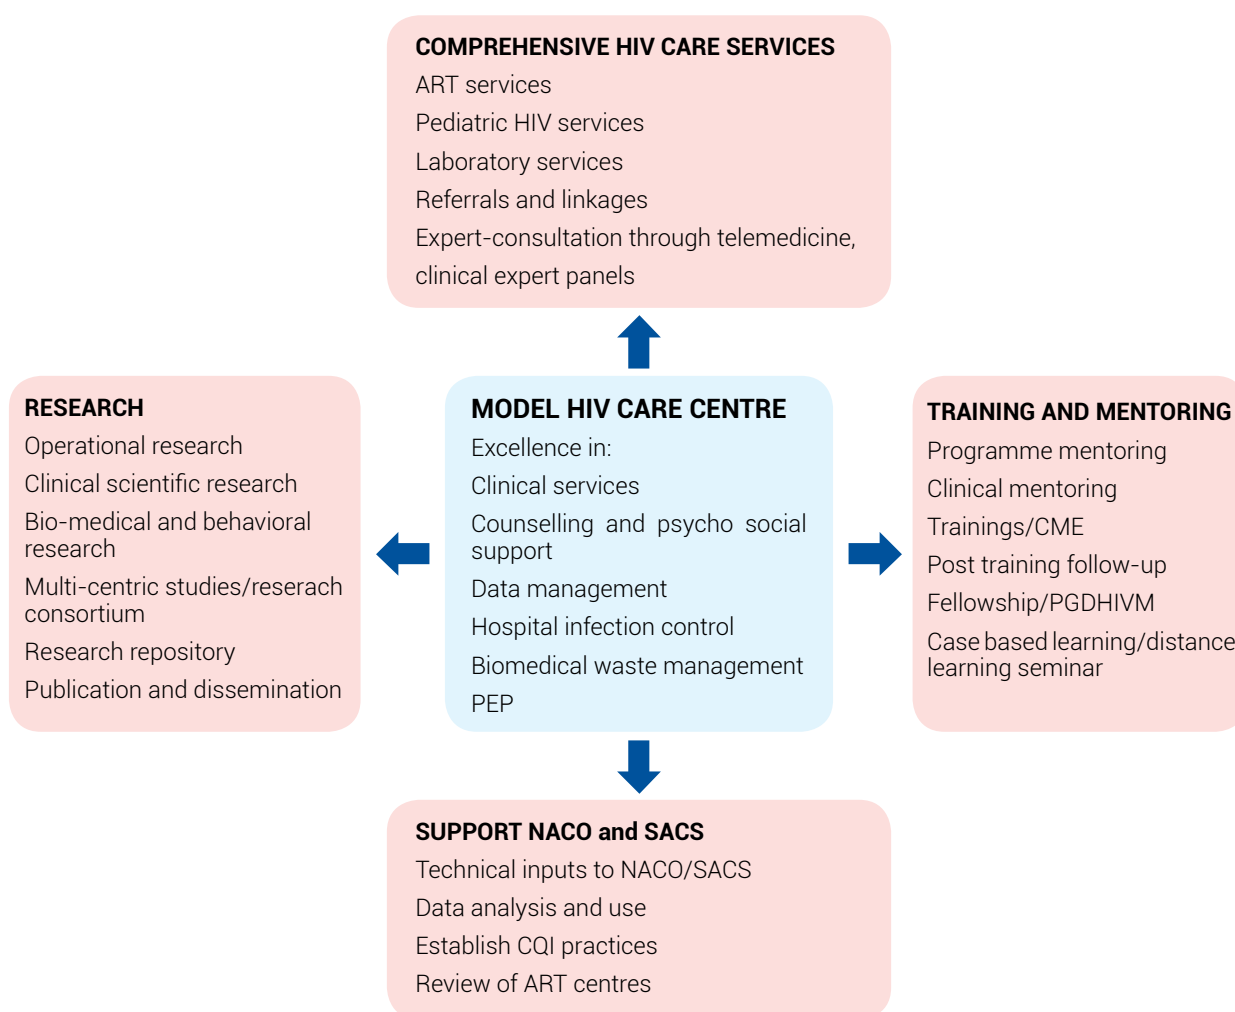 COMPREHENSIVE HIV CARE SERVICES
ART services
Pediatric HIV services
Laboratory services
Referrals and linkages
Expert-consultation through telemedicine,
clinical expert panels
RESEARCH
Operational research
Clinical scientific research
Bio-medical and behavioral
research
Multi-centric studies/reserach
consortium
Research repository
Publication and dissemination
MODEL HIV CARE CENTRE
Excellence in:
Clinical services
Counselling and psycho social
support
Data management
Hospital infection control
Biomedical waste management
PEP
TRAINING AND MENTORING
Programme mentoring
Clinical mentoring
Trainings/CME
Post training follow-up
Fellowship/PGDHIVM
Case based learning/distance
learning seminar
SUPPORT NACO and SACS
Technical inputs to NACO/SACS
Data analysis and use
Establish CQI practices
Review of ART centres